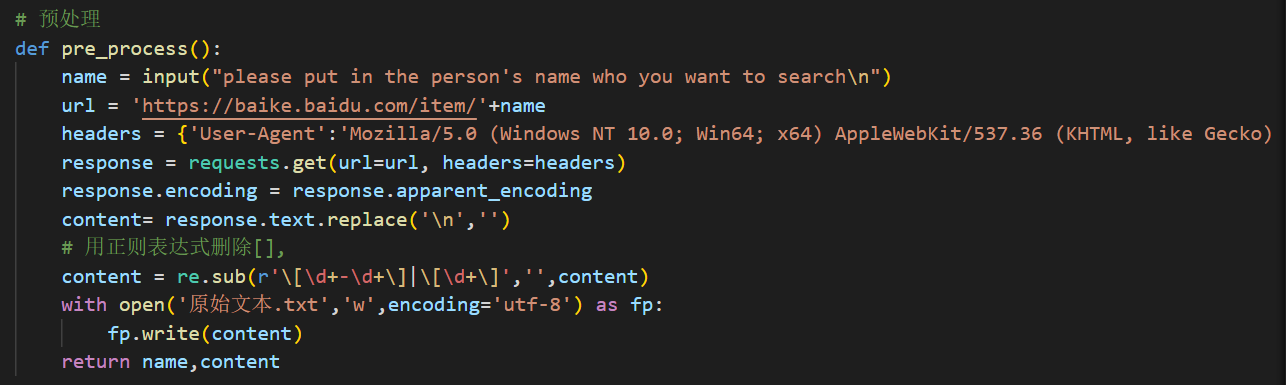 # 预处理
def pre_process():
    name = input("please put in the person's name who you want to search\n")
    url = 'https://baike.baidu.com/item/'+name
    headers = {'User-Agent':'Mozilla/5.0 (Windows NT 10.0; Win64; x64) AppleWebKit/537.36 (KHTML, like Gecko)
    response = requests.get(url=url, headers=headers)
    response.encoding = response.apparent_encoding
    content= response.text.replace('\n','')
    # 用正则表达式删除[],
    content = re.sub(r'\[\d+-\d+\]|\[\d+\]','',content)
    with open('原始文本.txt','w',encoding='utf-8') as fp:
        fp.write(content)
    return name,content